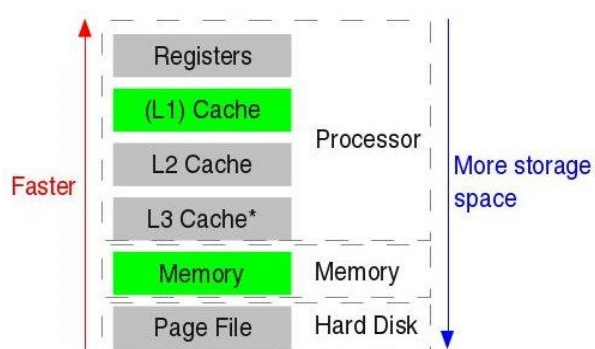 Registers
(L1) Cache
Processor
L2 Cache
More storage
space
Faster
L3 Cache*
Memory
Memory
Page File
Hard Disk